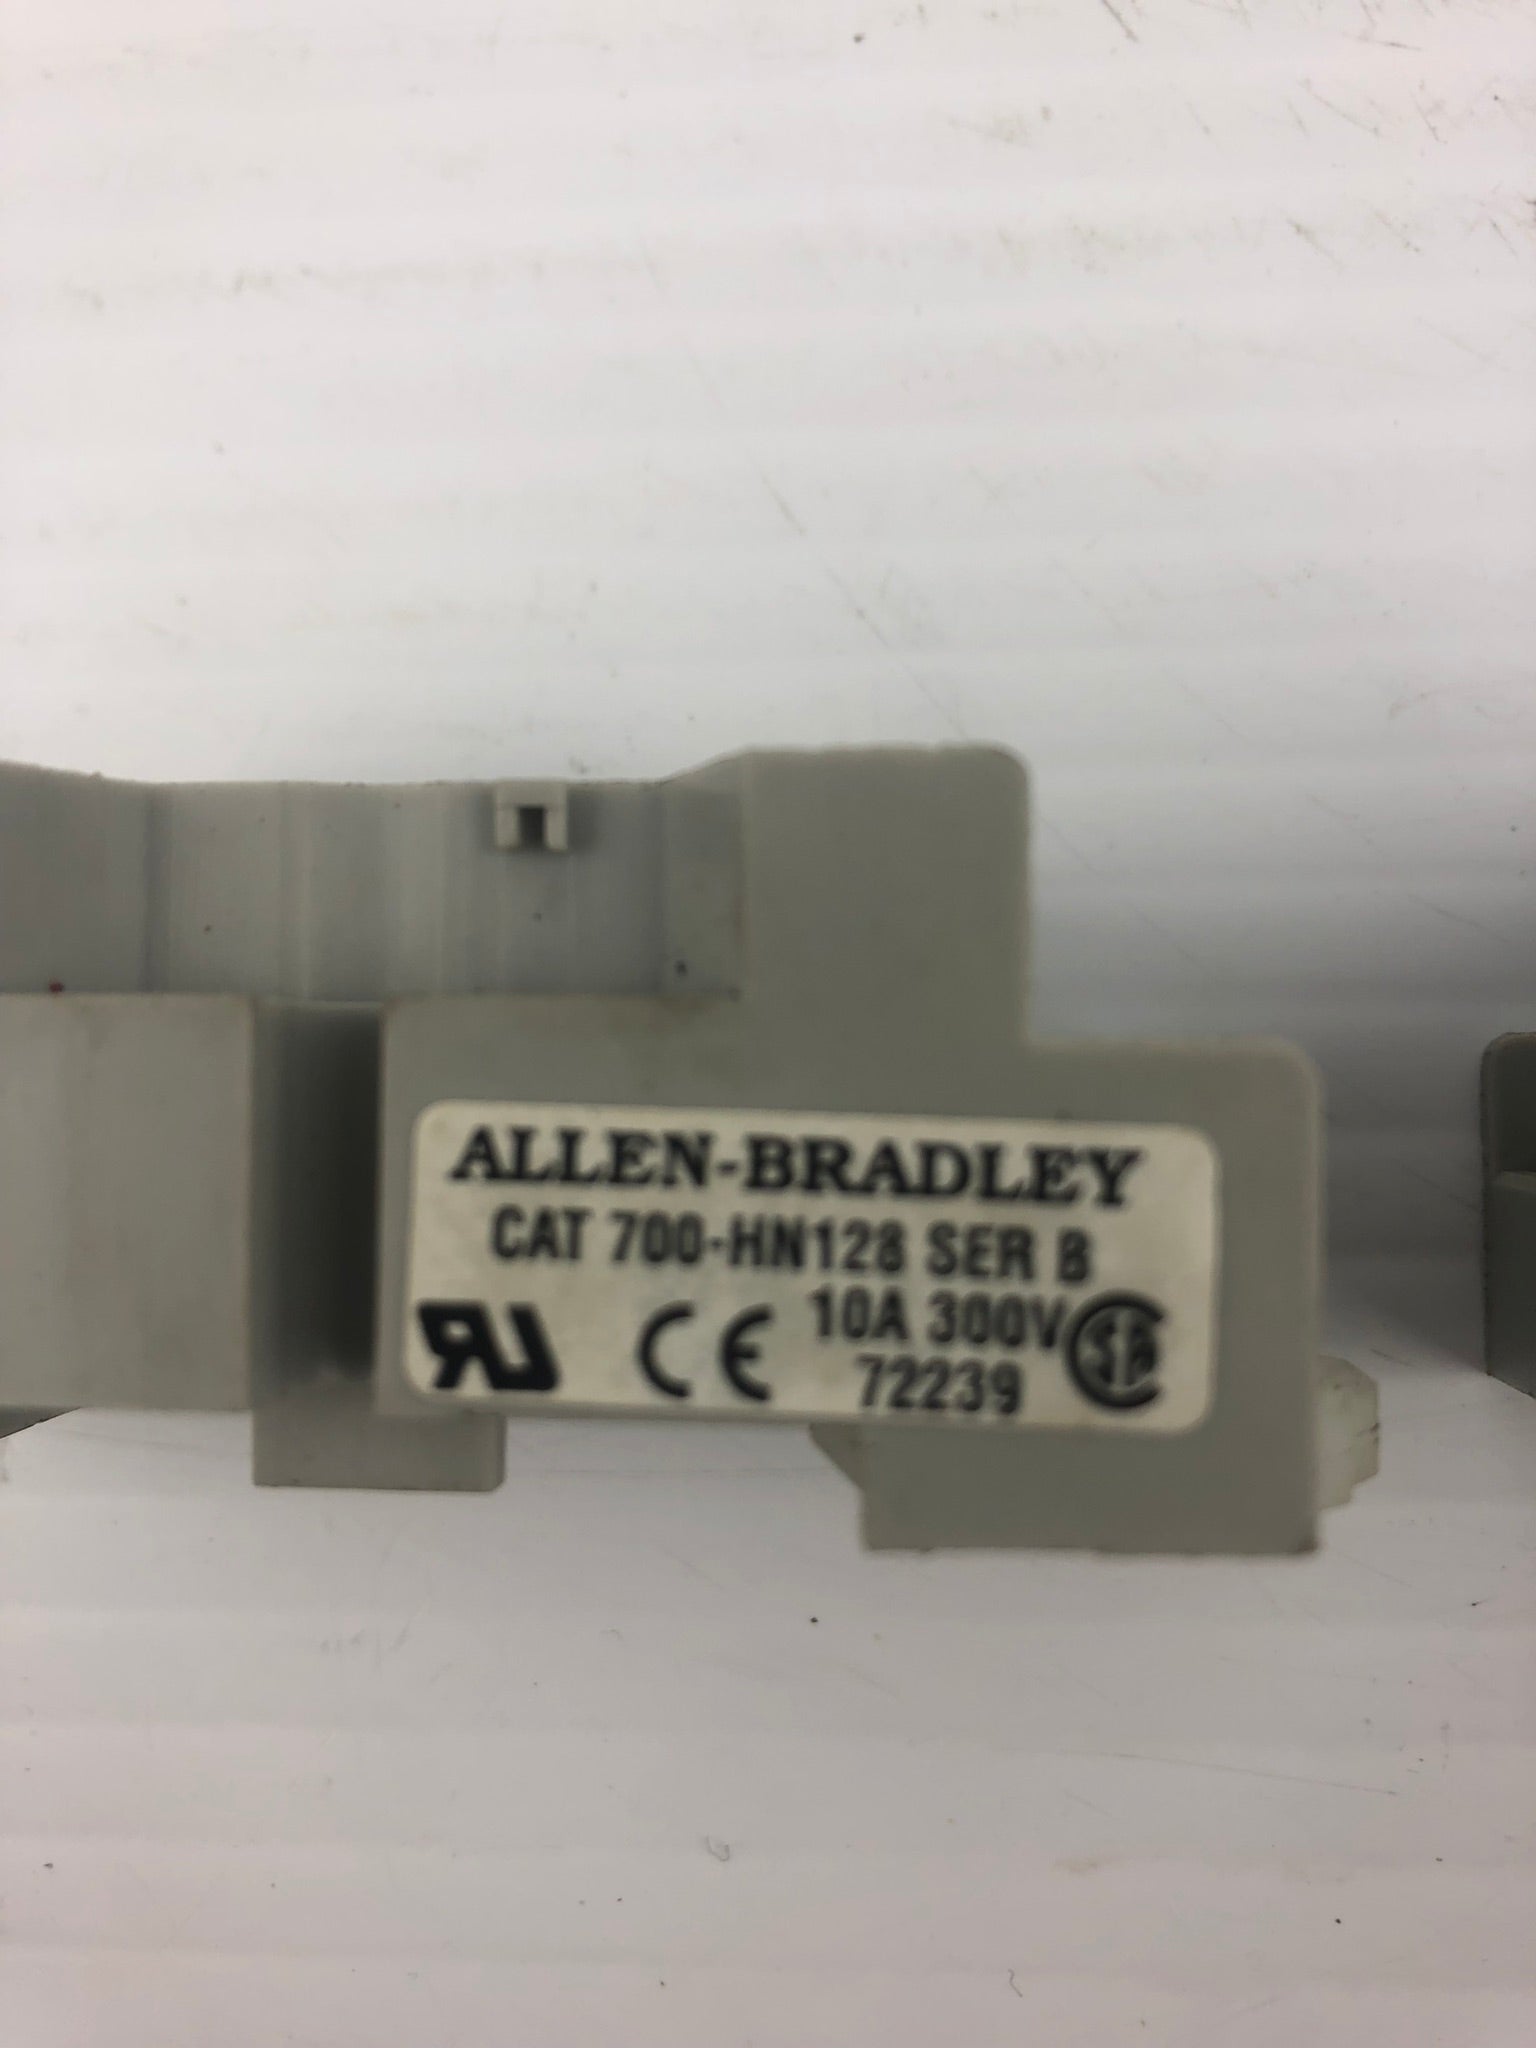 ALLEN-BRADLEY
CAT 700-HN128 SER B
10A 300V
72239